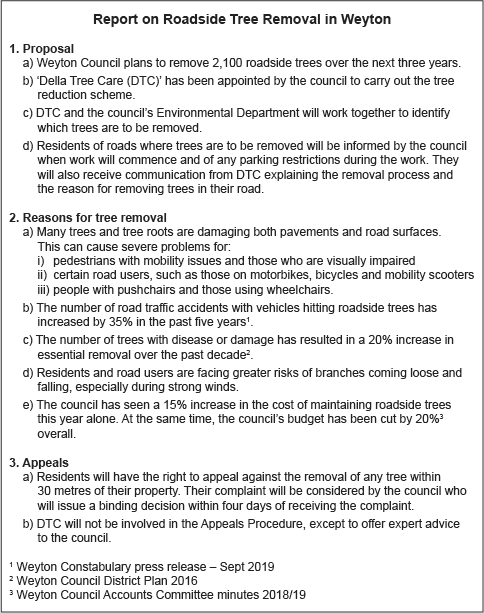 Report on Roadside Tree Removal in Weyton
1. Proposal
a) Weyton Council plans to remove 2,100 roadside trees over the next three years.
b) ‘Della Tree Care (DTC)’ has been appointed by the council to carry out the tree
reduction scheme.
c) DTC and the council’s Environmental Department will work together to identify
which trees are to be removed.
d) Residents of roads where trees are to be removed will be informed by the council
when work will commence and of any parking restrictions during the work. They
will also receive communication from DTC explaining the removal process and
the reason for removing trees in their road.
2. Reasons for tree removal
a) Many trees and tree roots are damaging both pavements and road surfaces.
This can cause severe problems for:
i) pedestrians with mobility issues and those who are visually impaired
ii) certain road users, such as those on motorbikes, bicycles and mobility scooters
iii) people with pushchairs and those using wheelchairs.
b) The number of road traffic accidents with vehicles hitting roadside trees has
increased by 35% in the past five years¹.
c) The number of trees with disease or damage has resulted in a 20% increase in
essential removal over the past decade².
d) Residents and road users are facing greater risks of branches coming loose and
falling, especially during strong winds.
e) The council has seen a 15% increase in the cost of maintaining roadside trees
this year alone. At the same time, the council’s budget has been cut by 20%³
overall.
3. Appeals
a) Residents will have the right to appeal against the removal of any tree within
30 metres of their property. Their complaint will be considered by the council who
will issue a binding decision within four days of receiving the complaint.
b) DTC will not be involved in the Appeals Procedure, except to offer expert advice
to the council.
¹ Weyton Constabulary press release – Sept 2019
² Weyton Council District Plan 2016
³ Weyton Council Accounts Committee minutes 2018/19